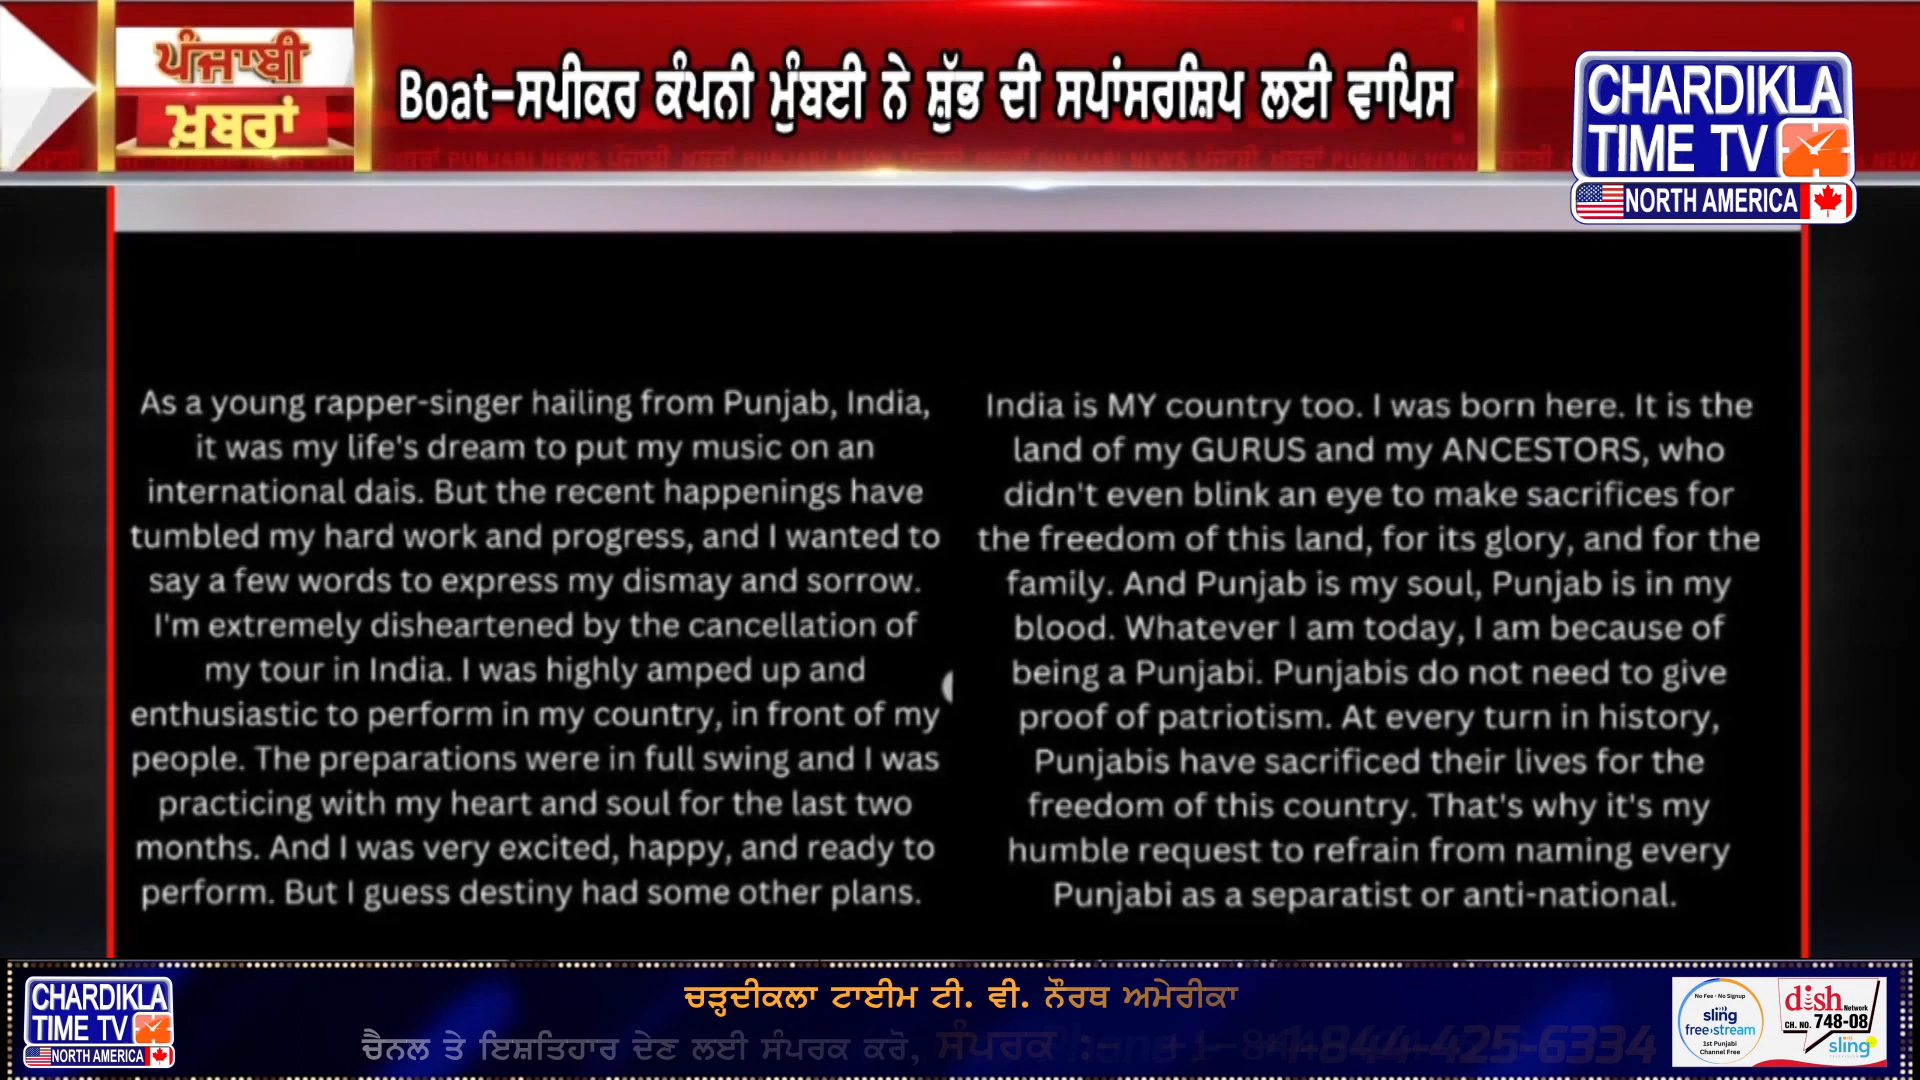 ਪੰਜਾਬੀ
ਖ਼ਬਰਾਂ
Boat-ਸਪੀਕਰ ਕੰਪਨੀ ਮੁੰਬਈ ਨੇ ਸ਼ੁੱਭ ਦੀ ਸਪਾਂਸਰਸ਼ਿਪ ਲਈ ਵਾਪਿਸ
CHARDIKLA
TIME TV
NORTH AMERICA
As a young rapper-singer hailing from Punjab, India,
it was my life's dream to put my music on an
international dais. But the recent happenings have
tumbled my hard work and progress, and I wanted to
say a few words to express my dismay and sorrow.
I'm extremely disheartened by the cancellation of
my tour in India. I was highly amped up and
enthusiastic to perform in my country, in front of my
people. The preparations were in full swing and I was
practicing with my heart and soul for the last two
months. And I was very excited, happy, and ready to
perform. But I guess destiny had some other plans.
India is MY country too. I was born here. It is the
land of my GURUS and my ANCESTORS, who
didn't even blink an eye to make sacrifices for
the freedom of this land, for its glory, and for the
family. And Punjab is my soul, Punjab is in my
blood. Whatever I am today, I am because of
being a Punjabi. Punjabis do not need to give
proof of patriotism. At every turn in history,
Punjabis have sacrificed their lives for the
freedom of this country. That's why it's my
humble request to refrain from naming every
Punjabi as a separatist or anti-national.
CHARDIKLA
TIME TV
NORTH AMERICA
ਚੜ੍ਹਦੀਕਲਾ ਟਾਈਮ ਟੀ. ਵੀ. ਨੌਰਥ ਅਮੇਰੀਕਾ
ਚੈਨਲ ਤੇ ਇਸ਼ਤਿਹਾਰ ਦੇਣ ਲਈ ਸੰਪਰਕ ਕਰੋ, ਸੰਪਰਕ :- 1-844-425-6334
No Fee - No Signup
sling
freestream
1st Punjabi
Channel Free
dish Network
CH. NO. 748-08
sling